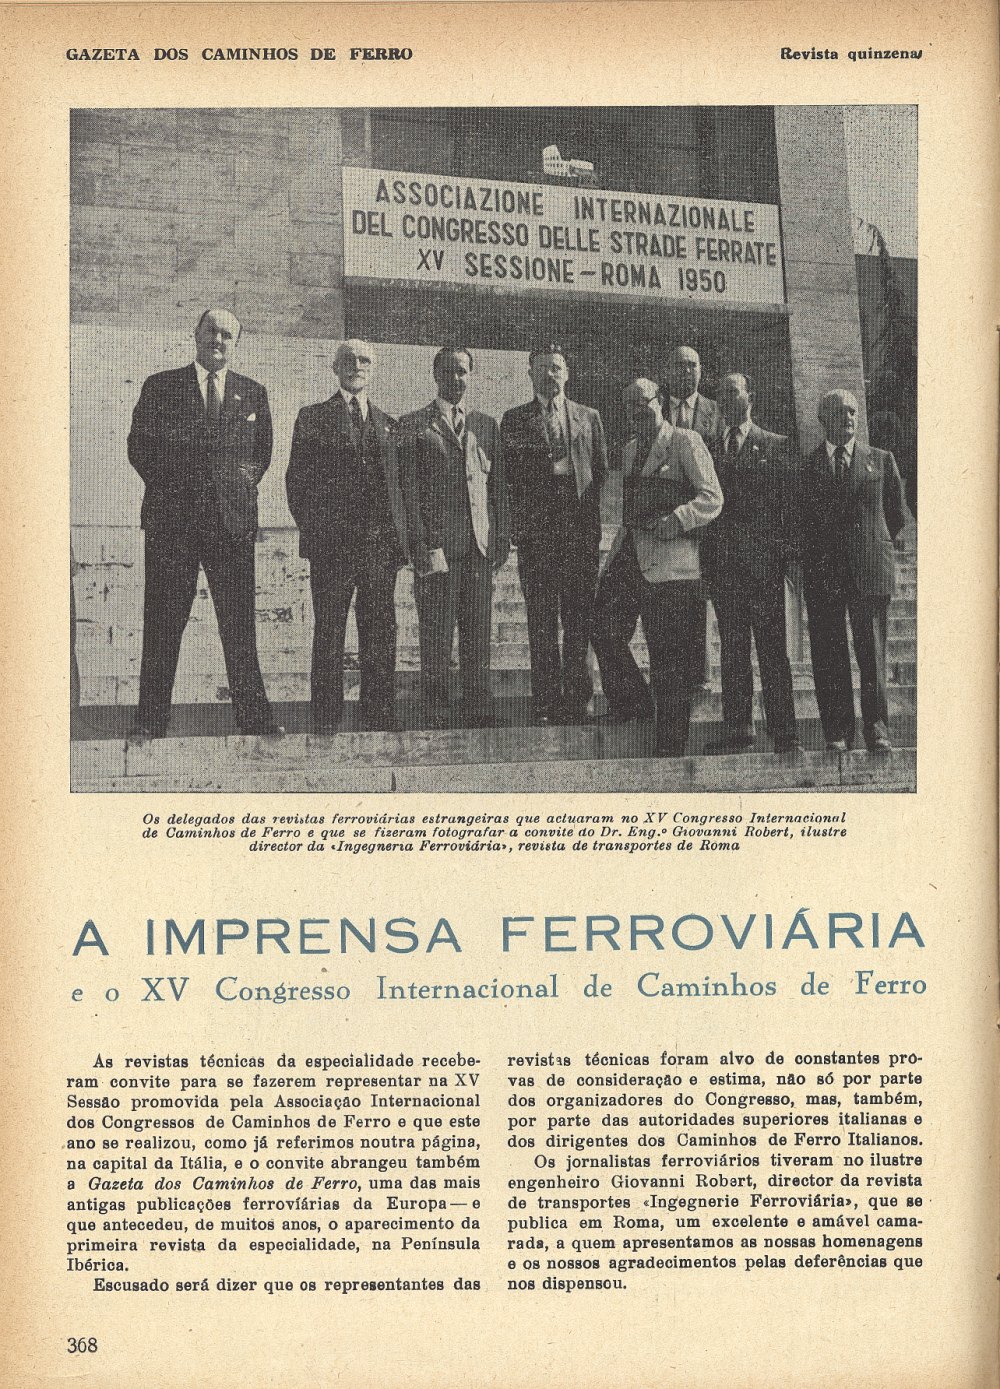 GAZETA DOS CAMINHOS DE FERRO
Revista quinzenal
ASSOCIAZIONE INTERNAZIONALE
DEL CONGRESSO DELLE STRADE FERRATE
XV SESSIONE - ROMA 1950
Os delegados das revistas ferroviárias estrangeiras que actuaram no XV Congresso Internacional
de Caminhos de Ferro e que se fizeram fotografar a convite do Dr. Eng.º Giovanni Robert, ilustre
director da «Ingegneria Ferroviária», revista de transportes de Roma
A IMPRENSA FERROVIÁRIA
e o XV Congresso Internacional de Caminhos de Ferro
As revistas técnicas da especialidade recebe-
ram convite para se fazerem representar na XV
Sessão promovida pela Associação Internacional
dos Congressos de Caminhos de Ferro e que este
ano se realizou, como já referimos noutra página,
na capital da Itália, e o convite abrangeu também
a Gazeta dos Caminhos de Ferro, uma das mais
antigas publicações ferrovíárias da Europa — e
que antecedeu, de muitos anos, o aparecimento da
primeira revista da especialidade, na Península
Ibérica.
Escusado será dizer que os representantes das
revistas técnicas foram alvo de constantes pro-
vas de consideração e estima, não só por parte
dos organizadores do Congresso, mas, também,
por parte das autoridades superiores italianas e
dos dirigentes dos Caminhos de Ferro Italianos.
Os jornalistas ferroviários tiveram no ilustre
engenheiro Giovanni Robert, director da revista
de transportes «Ingegnerie Ferroviária», que se
publica em Roma, um excelente e amável cama-
rada, a quem apresentamos as nossas homenagens
e os nossos agradecimentos pelas deferências que
nos dispensou.
368